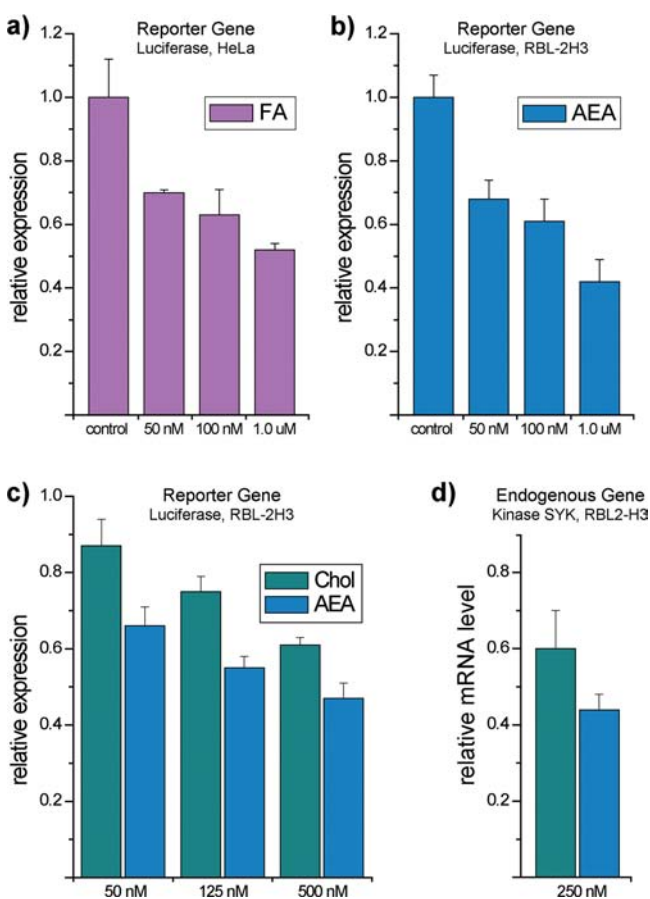 a)
Reporter Gene
Luciferase, HeLa
relative expression
1.2
1.0
0.8
0.6
0.4
0.2
FA
control 50 nM 100 nM 1.0 uM
b)
Reporter Gene
Luciferase, RBL-2H3
relative expression
1.2
1.0
0.8
0.6
0.4
0.2
AEA
control 50 nM 100 nM 1.0 uM
c)
Reporter Gene
Luciferase, RBL-2H3
relative expression
1.0
0.8
0.6
0.4
0.2
Chol
AEA
50 nM 125 nM 500 nM
d)
Endogenous Gene
Kinase SYK, RBL2-H3
relative mRNA level
0.8
0.6
0.4
0.2
250 nM